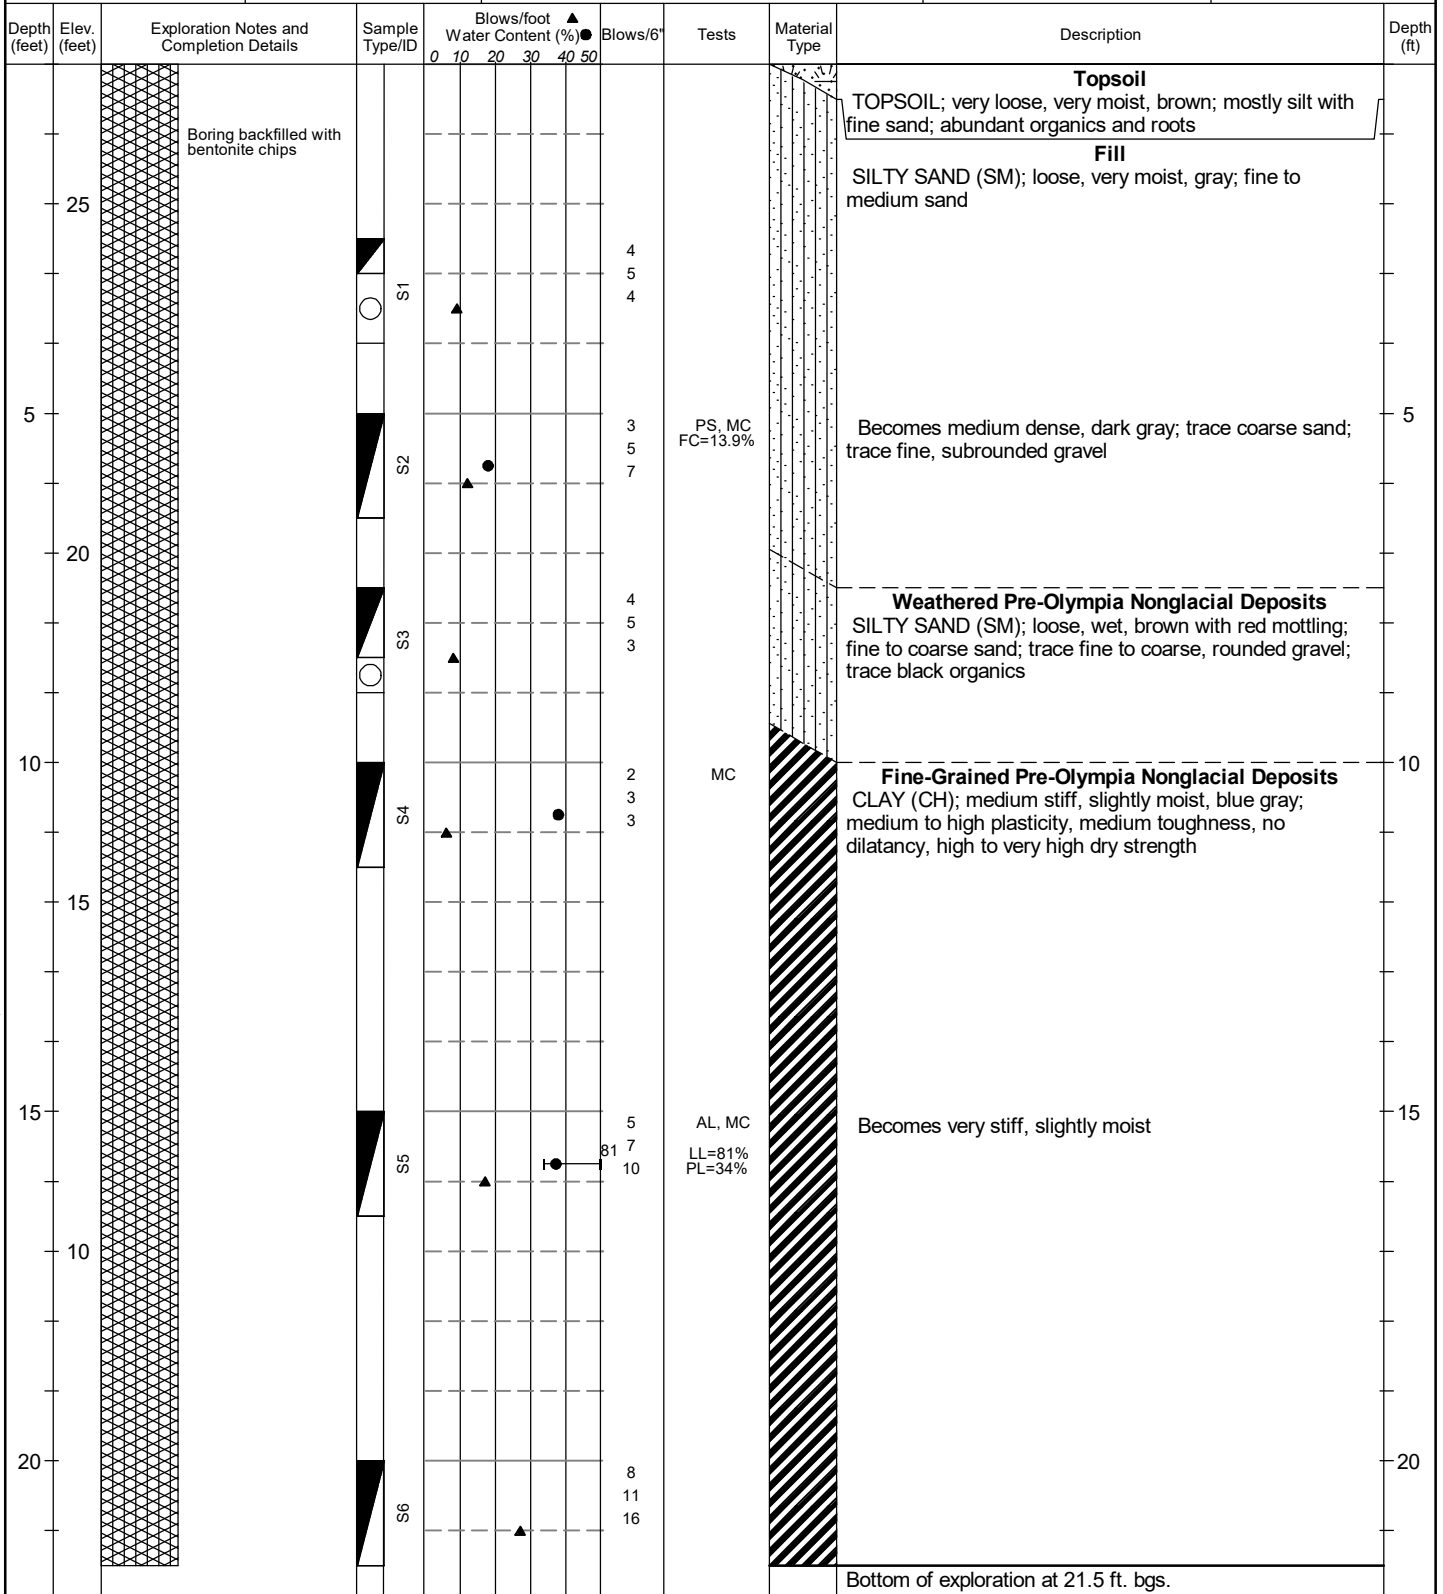 Depth
(feet)
Elev.
(feet)
Exploration Notes and
Completion Details
Sample
Type/ID
Blows/foot ▲
Water Content (%)●
0 10 20 30 40 50
Blows/6"
Tests
Material
Type
Description
Depth
(ft)
Topsoil
TOPSOIL; very loose, very moist, brown; mostly silt with
fine sand; abundant organics and roots
Boring backfilled with
bentonite chips
Fill
SILTY SAND (SM); loose, very moist, gray; fine to
medium sand
25
S1
4
5
4
5
S2
3
5
7
PS, MC
FC=13.9%
Becomes medium dense, dark gray; trace coarse sand;
trace fine, subrounded gravel
5
20
S3
4
5
3
Weathered Pre-Olympia Nonglacial Deposits
SILTY SAND (SM); loose, wet, brown with red mottling;
fine to coarse sand; trace fine to coarse, rounded gravel;
trace black organics
10
S4
2
3
3
MC
Fine-Grained Pre-Olympia Nonglacial Deposits
CLAY (CH); medium stiff, slightly moist, blue gray;
medium to high plasticity, medium toughness, no
dilatancy, high to very high dry strength
10
15
15
S5
81
5
7
10
AL, MC
LL=81%
PL=34%
Becomes very stiff, slightly moist
15
10
20
S6
8
11
16
20
Bottom of exploration at 21.5 ft. bgs.